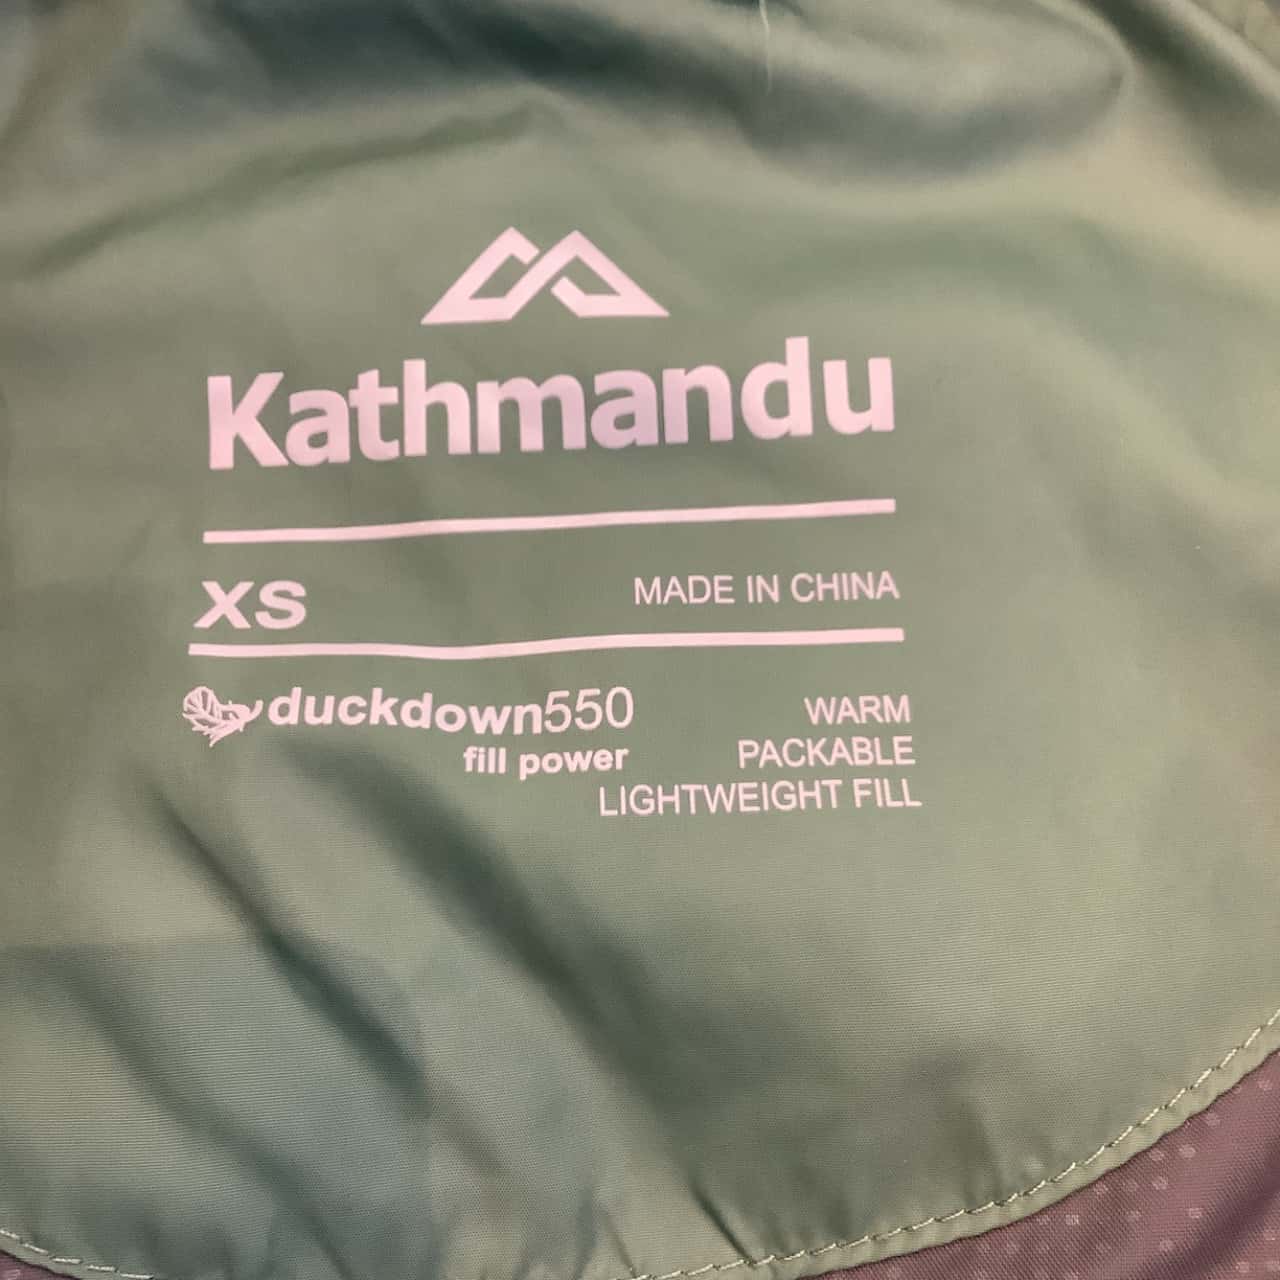 Kathmandu
XS
MADE IN CHINA
duckdown550
fill power
WARM
PACKABLE
LIGHTWEIGHT FILL